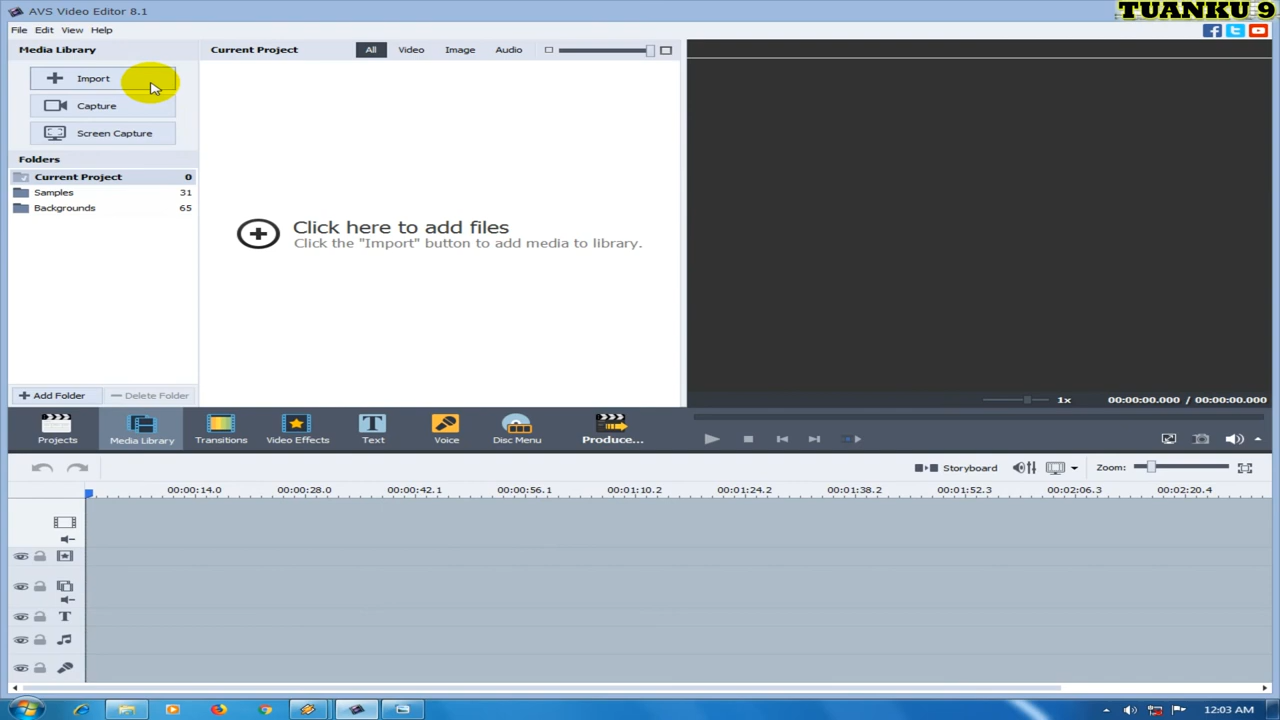 AVS Video Editor 8.1
TUANKU 9
File Edit View Help
Media Library
Current Project All Video Image Audio
Import
Capture
Screen Capture
Folders
Current Project 0
Samples 31
Backgrounds 65
Click here to add files
Click the "Import" button to add media to library.
Add Folder Delete Folder
1x 00:00:00.000 / 00:00:00.000
Projects Media Library Transitions Video Effects Text Voice Disc Menu Produce...
Storyboard Zoom:
00:00:14.0 00:00:28.0 00:00:42.1 00:00:56.1 00:01:10.2 00:01:24.2 00:01:38.2 00:01:52.3 00:02:06.3 00:02:20.4
12:03 AM